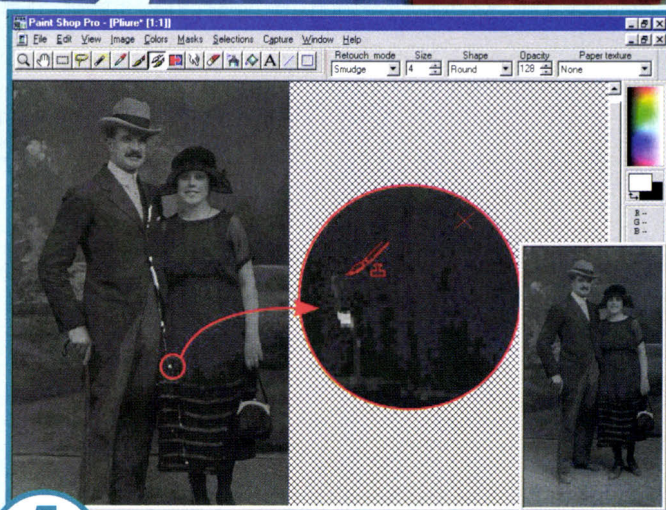 Paint Shop Pro - [Pliure* [1:1]]
File Edit View Image Colors Masks Selections Capture Window Help
Retouch mode Size Shape Opacity Paper texture
Smudge 4 Round 128 None
R --
G --
B --